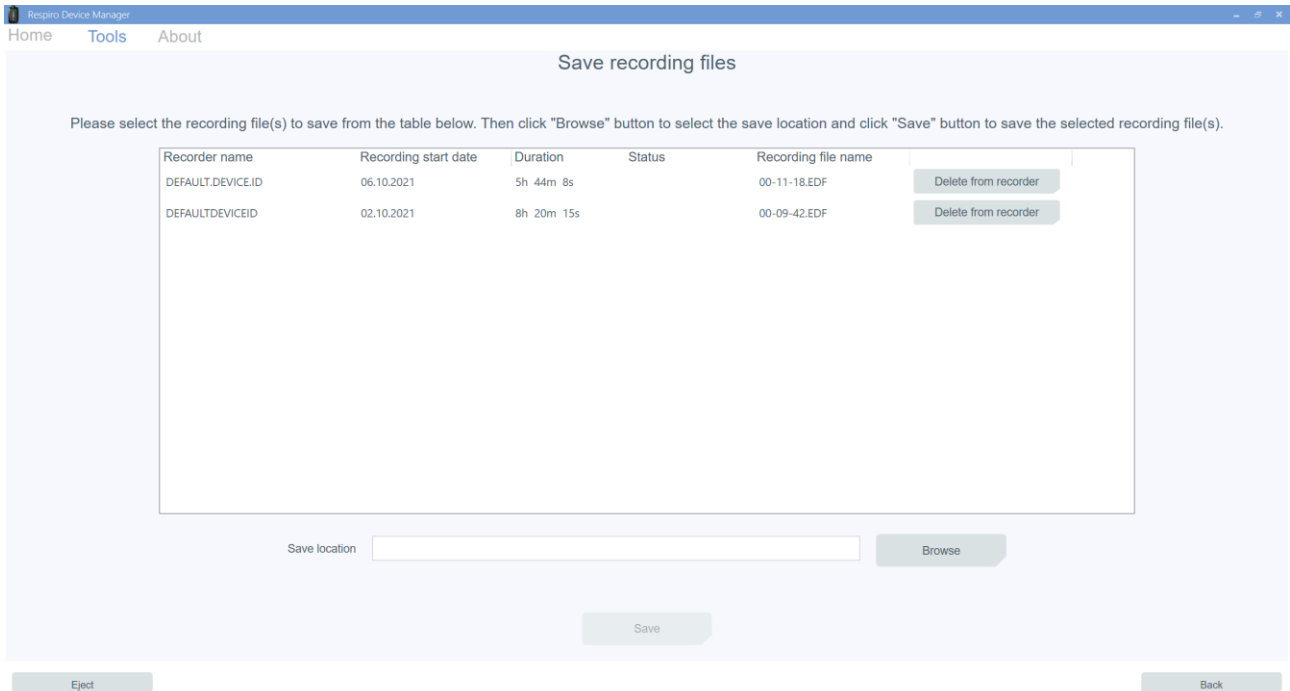 Respiro Device Manager
Home Tools About
Save recording files
Please select the recording file(s) to save from the table below. Then click "Browse" button to select the save location and click "Save" button to save the selected recording file(s).
Recorder name Recording start date Duration Status Recording file name
DEFAULT.DEVICE.ID 06.10.2021 5h 44m 8s 00-11-18.EDF Delete from recorder
DEFAULTDEVICEID 02.10.2021 8h 20m 15s 00-09-42.EDF Delete from recorder
Save location Browse
Save
Eject Back